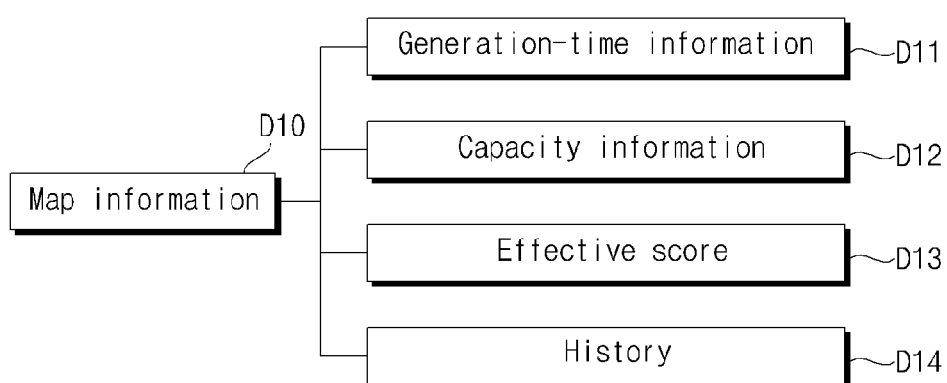 Generation-time information
D11
D10
Capacity information
D12
Map information
Effective score
D13
History
D14